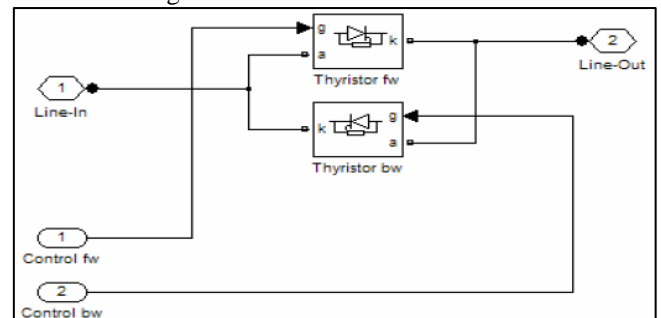 g
k
a
Thyristor fw
1
Line-In
2
Line-Out
g
k
a
Thyristor bw
1
Control fw
2
Control bw